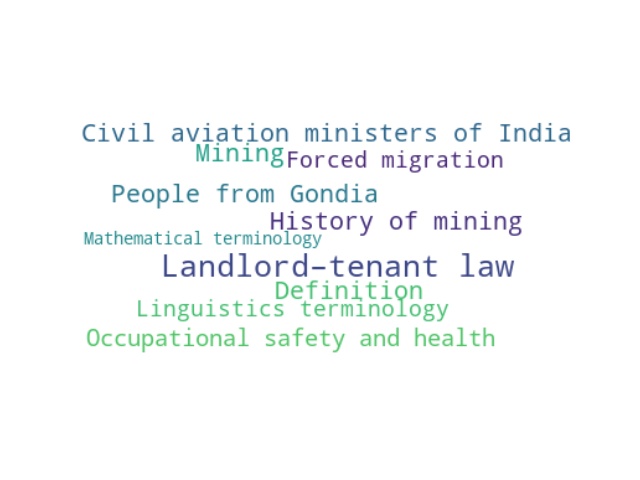 Civil aviation ministers of India
Mining
Forced migration
People from Gondia
History of mining
Mathematical terminology
Landlord–tenant law
Definition
Linguistics terminology
Occupational safety and health